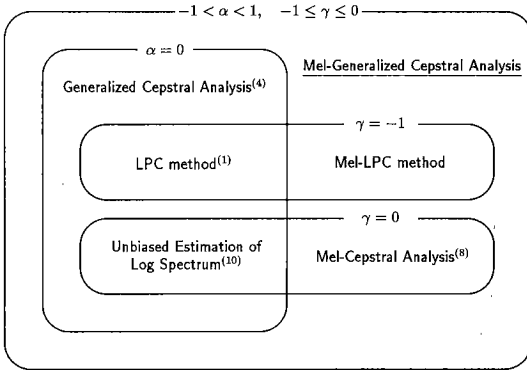 −1 < α < 1, −1 ≤ γ ≤ 0
α = 0
Mel-Generalized Cepstral Analysis
Generalized Cepstral Analysis(4)
γ = −1
LPC method(1)
Mel-LPC method
γ = 0
Unbiased Estimation of
Log Spectrum(10)
Mel-Cepstral Analysis(8)